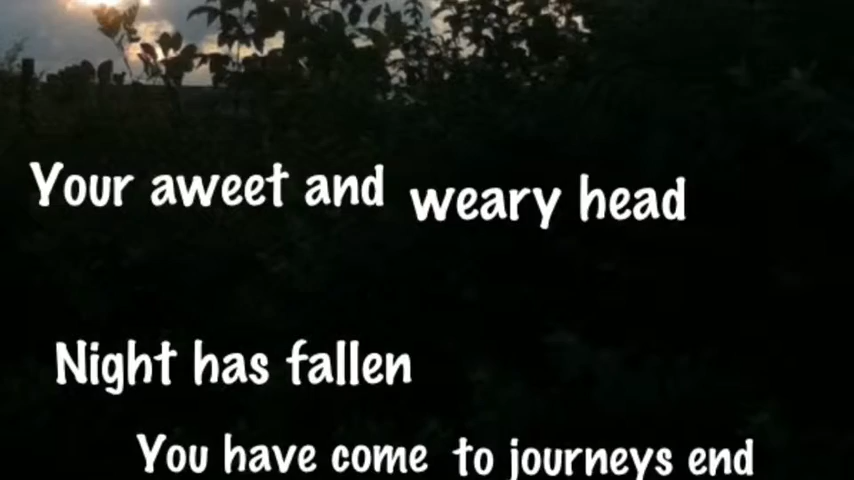 Your aweet and weary head
Night has fallen
You have come to journeys end